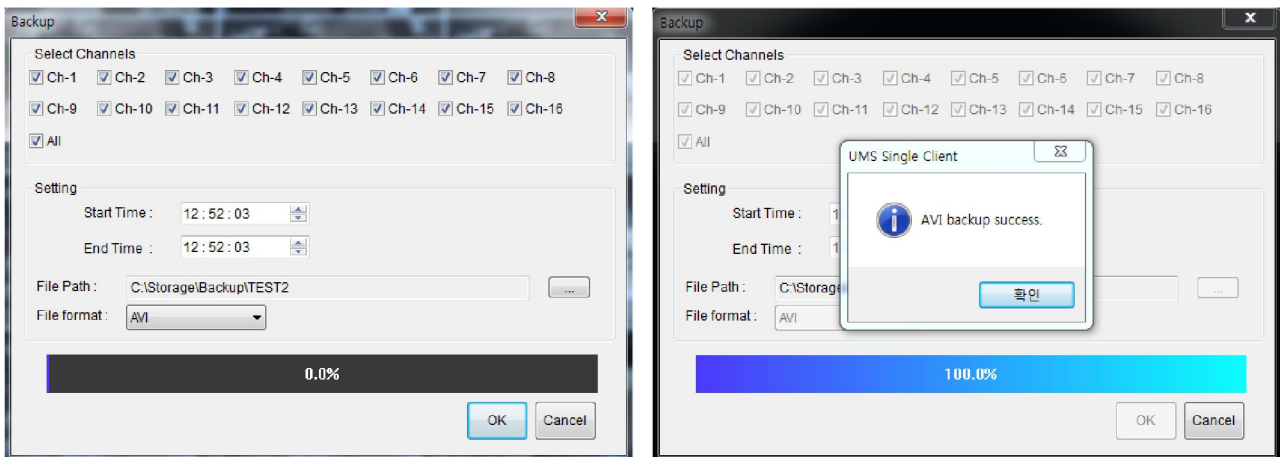 Backup
Select Channels
Ch-1 Ch-2 Ch-3 Ch-4 Ch-5 Ch-6 Ch-7 Ch-8
Ch-9 Ch-10 Ch-11 Ch-12 Ch-13 Ch-14 Ch-15 Ch-16
All
Setting
Start Time : 12 : 52 : 03
End Time : 12 : 52 : 03
File Path : C:\Storage\Backup\TEST2 ...
File format : AVI
0.0%
OK Cancel
Backup
Select Channels
Ch-1 Ch-2 Ch-3 Ch-4 Ch-5 Ch-6 Ch-7 Ch-8
Ch-9 Ch-10 Ch-11 Ch-12 Ch-13 Ch-14 Ch-15 Ch-16
All
UMS Single Client
Setting
Start Time : 1
AVI backup success.
End Time : 1
File Path : C:\Storage ...
확인
File format : AVI
100.0%
OK Cancel